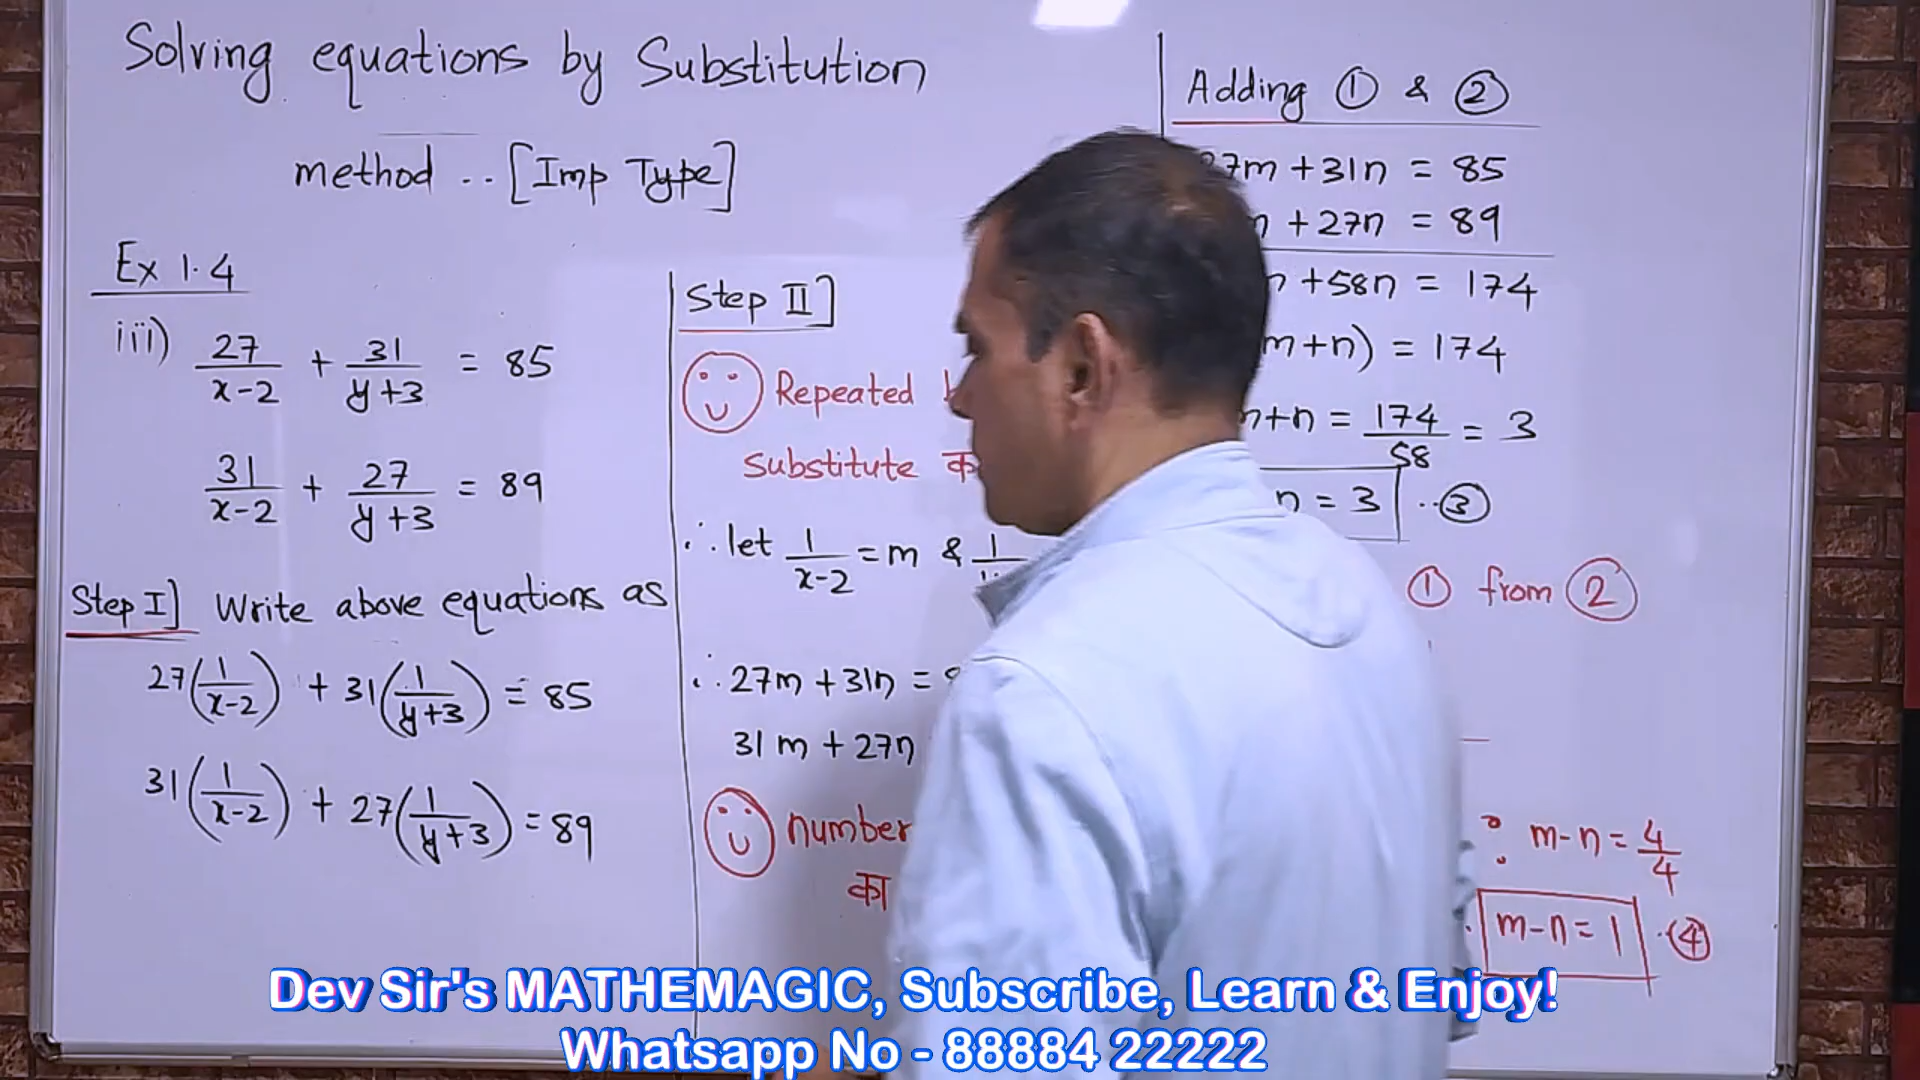 Solving equations by Substitution
method .. [Imp Type]
Ex 1.4
iii) 27/(x-2) + 31/(y+3) = 85
31/(x-2) + 27/(y+3) = 89
Step I] Write above equations as
27(1/(x-2)) + 31(1/(y+3)) = 85
31(1/(x-2)) + 27(1/(y+3)) = 89
Step II]
Repeated
substitute
∴ let 1/(x-2) = m & 1
∴ 27m + 31n =
31m + 27n
number
का
Adding ① & ②
7m + 31n = 85
+ 27n = 89
+58n = 174
m+n) = 174
+n = 174/58 = 3
n = 3 ..③
① from ②
∴ m-n = 4/4
m-n = 1 .④
Dev Sir's MATHEMAGIC, Subscribe, Learn & Enjoy!
Whatsapp No - 88884 22222